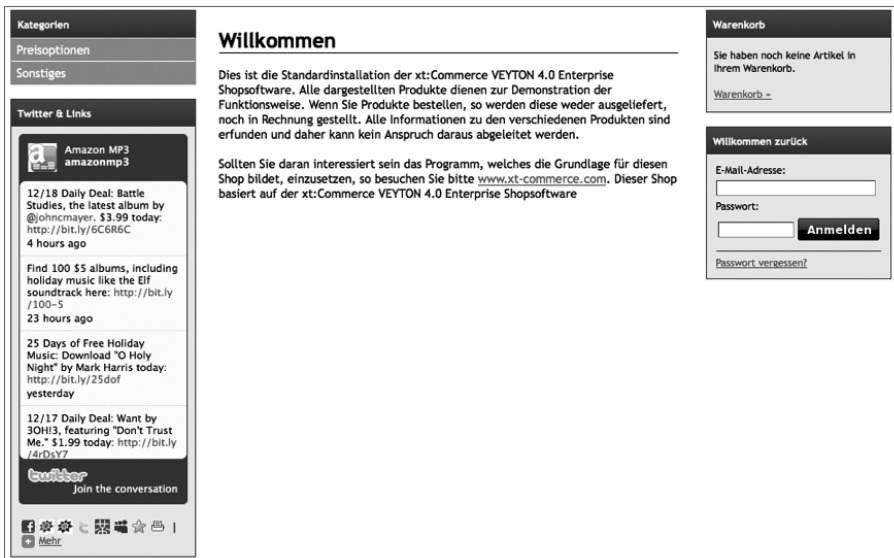 Kategorien
Preisoptionen
Sonstiges
Twitter & Links
Amazon MP3
amazonmp3
12/18 Daily Deal: Battle
Studies, the latest album by
@johncmayer. $3.99 today:
http://bit.ly/6C6R6C
4 hours ago
Find 100 $5 albums, including
holiday music like the Elf
soundtrack here: http://bit.ly
/100-5
23 hours ago
25 Days of Free Holiday
Music: Download "O Holy
Night" by Mark Harris today:
http://bit.ly/25dof
yesterday
12/17 Daily Deal: Want by
3OH!3, featuring "Don't Trust
Me." $1.99 today: http://bit.ly
/4rDsY7
twitter
Join the conversation
Mehr
Willkommen
Dies ist die Standardinstallation der xt:Commerce VEYTON 4.0 Enterprise
Shopsoftware. Alle dargestellten Produkte dienen zur Demonstration der
Funktionsweise. Wenn Sie Produkte bestellen, so werden diese weder ausgeliefert,
noch in Rechnung gestellt. Alle Informationen zu den verschiedenen Produkten sind
erfunden und daher kann kein Anspruch daraus abgeleitet werden.
Sollten Sie daran interessiert sein das Programm, welches die Grundlage für diesen
Shop bildet, einzusetzen, so besuchen Sie bitte www.xt-commerce.com. Dieser Shop
basiert auf der xt:Commerce VEYTON 4.0 Enterprise Shopsoftware
Warenkorb
Sie haben noch keine Artikel in
Ihrem Warenkorb.
Warenkorb »
Willkommen zurück
E-Mail-Adresse:
Passwort:
Anmelden
Passwort vergessen?